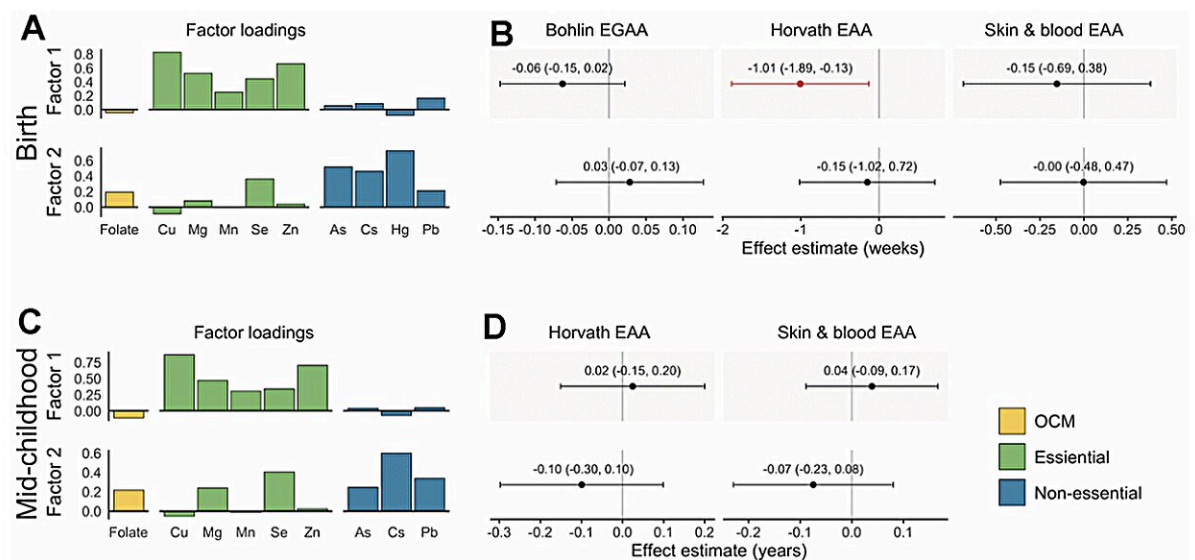 A
Factor loadings
Factor 1
0.8
0.6
0.4
0.2
0.0
Birth
Factor 2
0.6
0.4
0.2
0.0
Folate Cu Mg Mn Se Zn As Cs Hg Pb
B
Bohlin EGAA Horvath EAA Skin & blood EAA
-0.06 (-0.15, 0.02) -1.01 (-1.89, -0.13) -0.15 (-0.69, 0.38)
0.03 (-0.07, 0.13) -0.15 (-1.02, 0.72) -0.00 (-0.48, 0.47)
-0.15 -0.10 -0.05 0.00 0.05 0.10 -2 -1 0 -0.50 -0.25 0.00 0.25 0.50
Effect estimate (weeks)
C
Factor loadings
Factor 1
0.75
0.50
0.25
0.00
Mid-childhood
Factor 2
0.6
0.4
0.2
0.0
Folate Cu Mg Mn Se Zn As Cs Pb
D
Horvath EAA Skin & blood EAA
0.02 (-0.15, 0.20) 0.04 (-0.09, 0.17)
-0.10 (-0.30, 0.10) -0.07 (-0.23, 0.08)
-0.3 -0.2 -0.1 0.0 0.1 0.2 -0.2 -0.1 0.0 0.1
Effect estimate (years)
OCM
Essiential
Non-essential